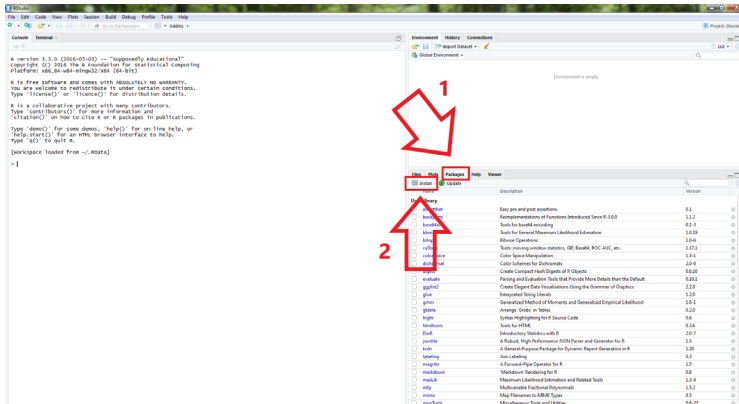 RStudio
File Edit Code View Plots Session Build Debug Profile Tools Help
Go to file/function
Addins
Project: (None)
Console Terminal
R version 3.3.0 (2016-05-03) -- "Supposedly Educational"
Copyright (C) 2016 The R Foundation for Statistical Computing
Platform: x86_64-w64-mingw32/x64 (64-bit)
R is free software and comes with ABSOLUTELY NO WARRANTY.
You are welcome to redistribute it under certain conditions.
Type 'license()' or 'licence()' for distribution details.
R is a collaborative project with many contributors.
Type 'contributors()' for more information and
'citation()' on how to cite R or R packages in publications.
Type 'demo()' for some demos, 'help()' for on-line help, or
'help.start()' for an HTML browser interface to help.
Type 'q()' to quit R.
[Workspace loaded from ~/.RData]
>
Environment History Connections
Import Dataset
List
Global Environment
Environment is empty
1
Files Plots Packages Help Viewer
Install Update
Name Description Version
Easy pre and post assertions. 0.1
Reimplementations of Functions Introduced Since R-3.0.0 1.1.2
Tools for base64 encoding 0.1-3
Tools for General Maximum Likelihood Estimation 1.0.19
Bitwise Operations 1.0-6
Tools: moving window statistics, GIF, Base64, ROC AUC, etc. 1.17.1
Color Space Manipulation 1.3-1
Color Schemes for Dichromats 2.0-0
Create Compact Hash Digests of R Objects 0.6.10
evaluate Parsing and Evaluation Tools that Provide More Details than the Default 0.10.1
ggplot2 Create Elegant Data Visualisations Using the Grammar of Graphics 2.2.0
glue Interpreted String Literals 1.2.0
gmm Generalized Method of Moments and Generalized Empirical Likelihood 1.6-1
gtable Arrange 'Grobs' in Tables 0.2.0
highr Syntax Highlighting for R Source Code 0.6
htmltools Tools for HTML 0.3.6
ISwR Introductory Statistics with R 2.0-7
jsonlite A Robust, High Performance JSON Parser and Generator for R 1.5
knitr A General-Purpose Package for Dynamic Report Generation in R 1.20
labeling Axis Labeling 0.3
magrittr A Forward-Pipe Operator for R 1.5
markdown 'Markdown' Rendering for R 0.8
maxLik Maximum Likelihood Estimation and Related Tools 1.3-4
mfp Multivariable Fractional Polynomials 1.5.2
mime Map Filenames to MIME Types 0.5
miscTools Miscellaneous Tools and Utilities 0.6-22
2